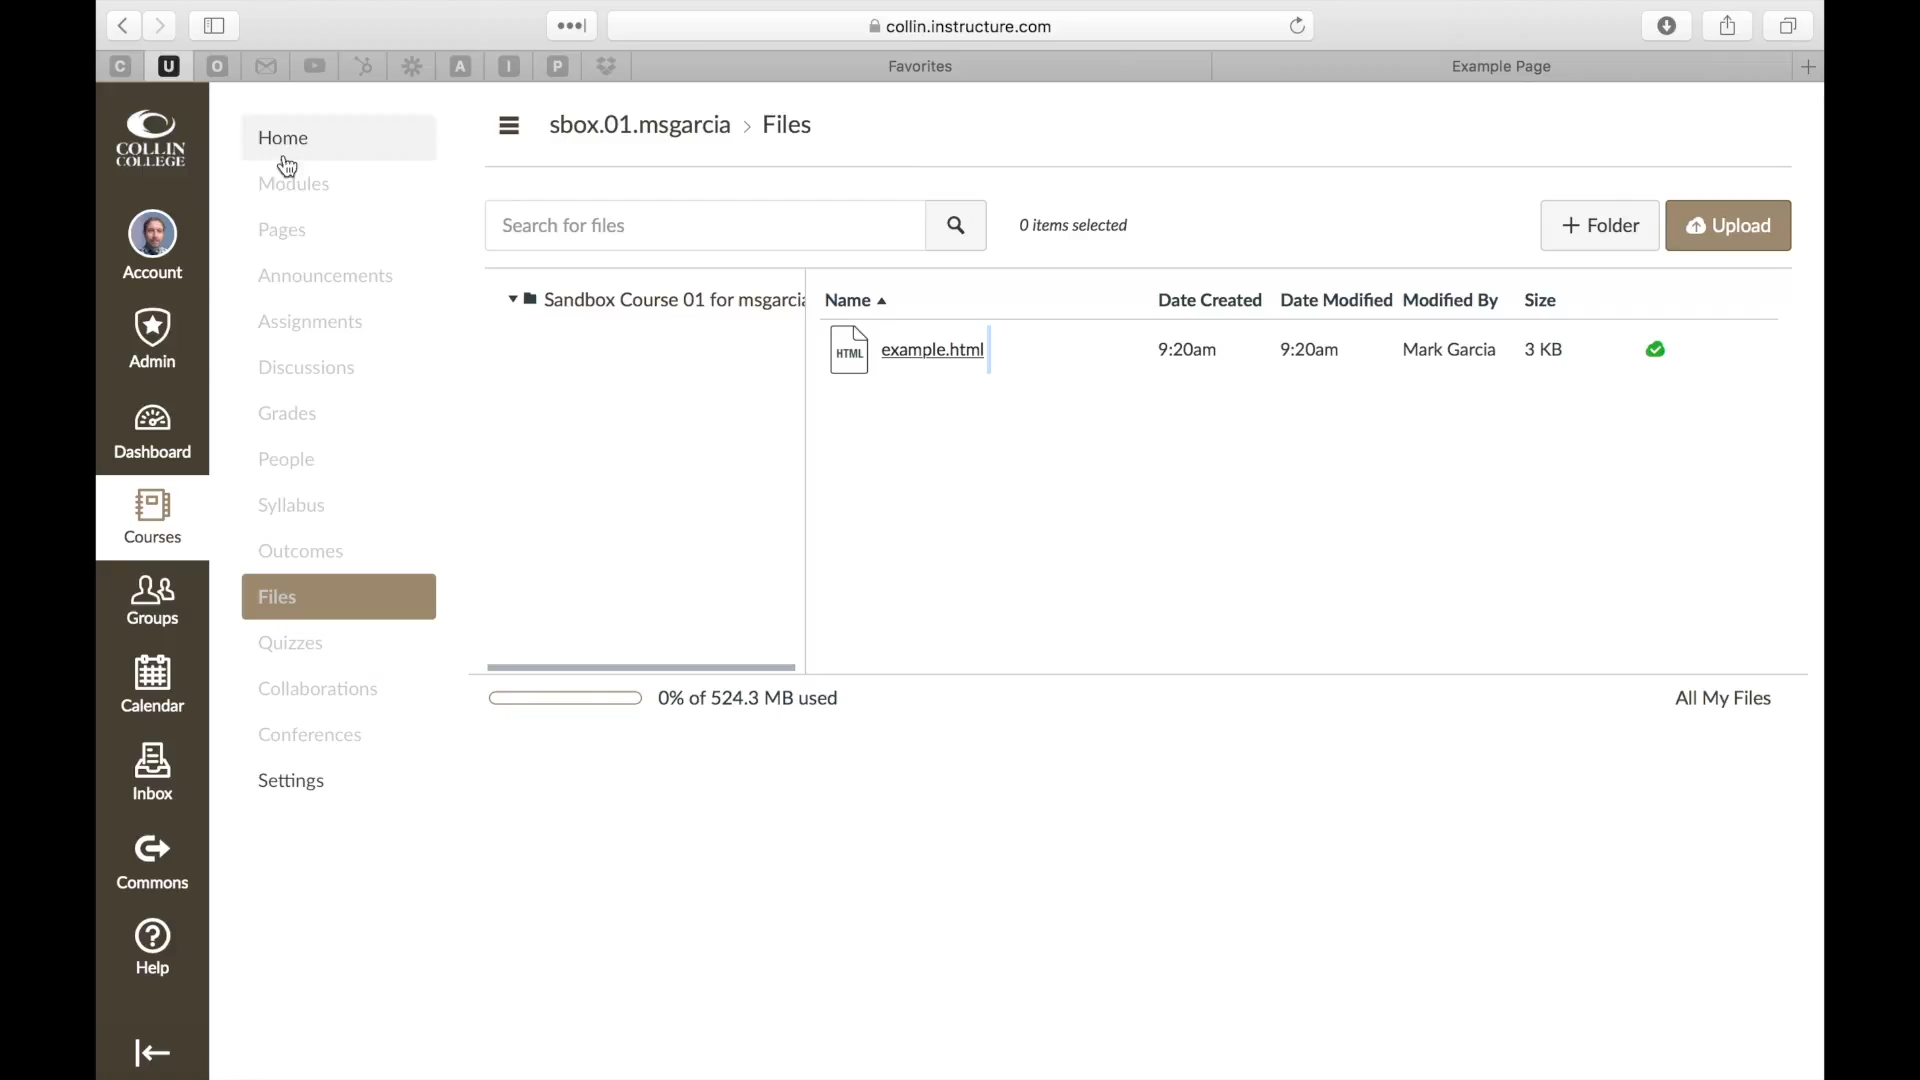 collin.instructure.com
C
U
O
A
I
P
Favorites
Example Page
COLLIN
COLLEGE
Account
Admin
Dashboard
Courses
Groups
Calendar
Inbox
Commons
Help
Home
Modules
Pages
Announcements
Assignments
Discussions
Grades
People
Syllabus
Outcomes
Files
Quizzes
Collaborations
Conferences
Settings
sbox.01.msgarcia › Files
Search for files
0 items selected
+ Folder
Upload
Sandbox Course 01 for msgarcia
Name Date Created Date Modified Modified By Size
HTML example.html 9:20am 9:20am Mark Garcia 3 KB
0% of 524.3 MB used
All My Files